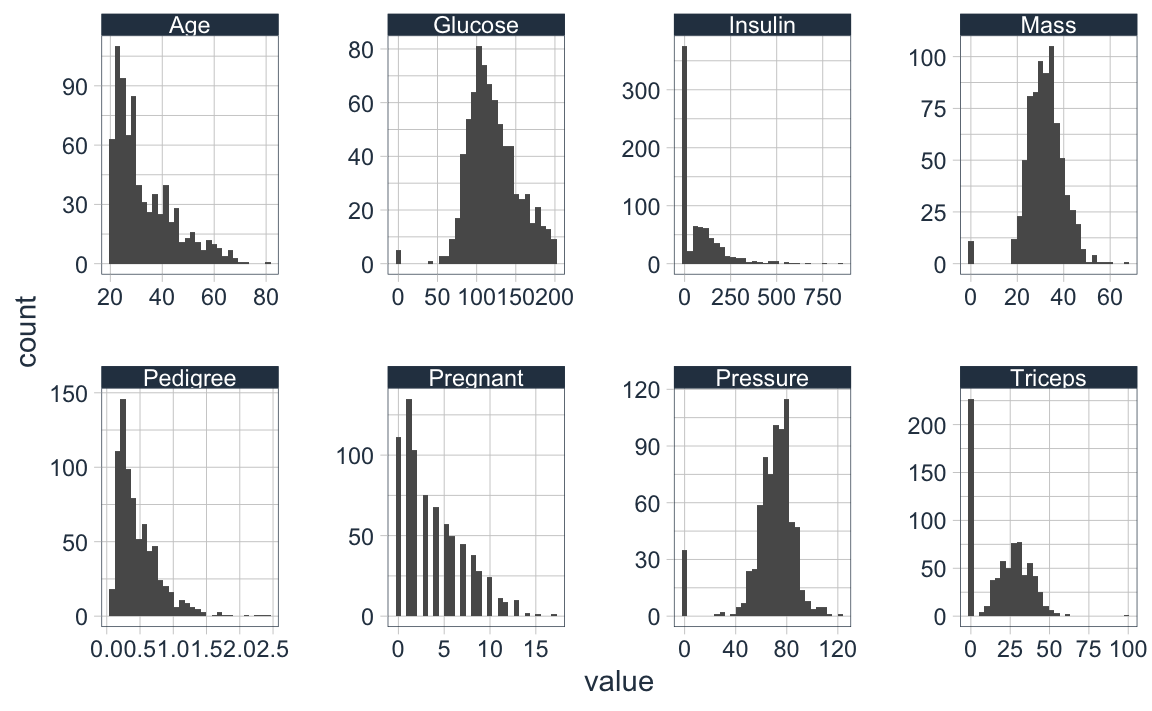 Age
Glucose
Insulin
Mass
90
60
30
0
80
60
40
20
0
300
200
100
0
100
75
50
25
0
20 40 60 80
0 50 100 150 200
0 250 500 750
0 20 40 60
count
Pedigree
Pregnant
Pressure
Triceps
150
100
50
0
100
50
0
120
90
60
30
0
200
150
100
50
0
0.0 0.5 1.0 1.5 2.0 2.5
0 5 10 15
0 40 80 120
0 25 50 75 100
value